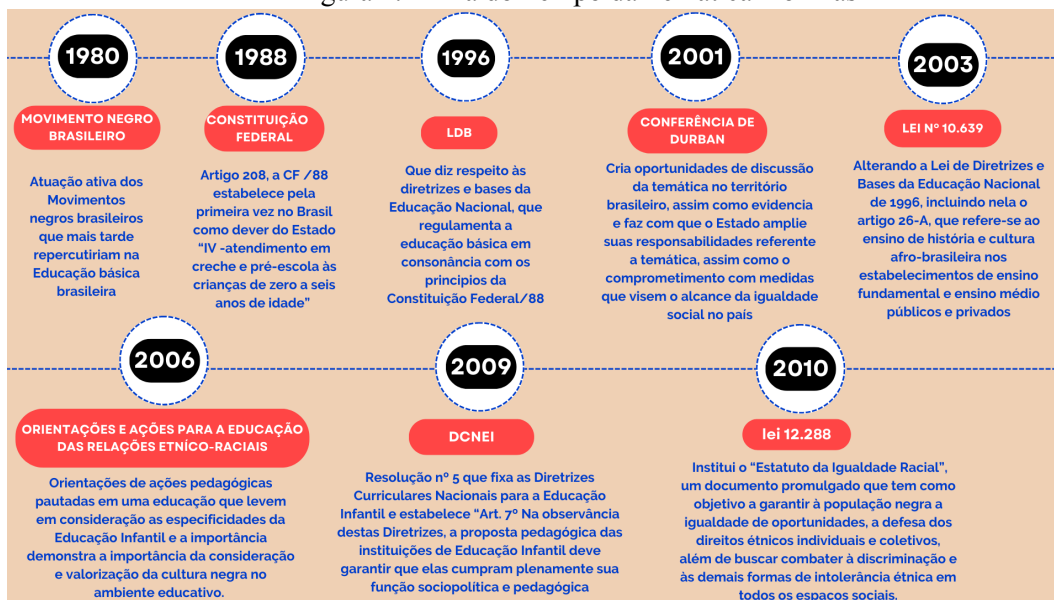 1980
1988
1996
2001
2003
MOVIMENTO NEGRO
BRASILEIRO
Atuação ativa dos
Movimentos
negros brasileiros
que mais tarde
repercutiriam na
Educação básica
brasileira
CONSTITUIÇÃO
FEDERAL
Artigo 208, a CF /88
estabelece pela
primeira vez no Brasil
como dever do Estado
“IV -atendimento em
creche e pré-escola às
crianças de zero a seis
anos de idade”
LDB
Que diz respeito às
diretrizes e bases da
Educação Nacional, que
regulamenta a
educação básica em
consonância com os
principios da
Constituição Federal/88
CONFERÊNCIA DE
DURBAN
Cria oportunidades de discussão
da temática no território
brasileiro, assim como evidencia
e faz com que o Estado amplie
suas responsabilidades referente
a temática, assim como o
comprometimento com medidas
que visem o alcance da igualdade
social no país
LEI Nº 10.639
Alterando a Lei de Diretrizes e
Bases da Educação Nacional
de 1996, incluindo nela o
artigo 26-A, que refere-se ao
ensino de história e cultura
afro-brasileira nos
estabelecimentos de ensino
fundamental e ensino médio
públicos e privados
2006
2009
2010
ORIENTAÇÕES E AÇÕES PARA A EDUCAÇÃO
DAS RELAÇÕES ETNÍCO-RACIAIS
Orientações de ações pedagógicas
pautadas em uma educação que levem
em consideração as especificidades da
Educação Infantil e a importância
demonstra a importância da consideração
e valorização da cultura negra no
ambiente educativo.
DCNEI
Resolução nº 5 que fixa as Diretrizes
Curriculares Nacionais para a Educação
Infantil e estabelece “Art. 7º Na observância
destas Diretrizes, a proposta pedagógica das
instituições de Educação Infantil deve
garantir que elas cumpram plenamente sua
função sociopolítica e pedagógica
lei 12.288
Institui o “Estatuto da Igualdade Racial”,
um documento promulgado que tem como
objetivo a garantir à população negra a
igualdade de oportunidades, a defesa dos
direitos étnicos individuais e coletivos,
além de buscar combater à discriminação e
às demais formas de intolerância étnica em
todos os espaços sociais.